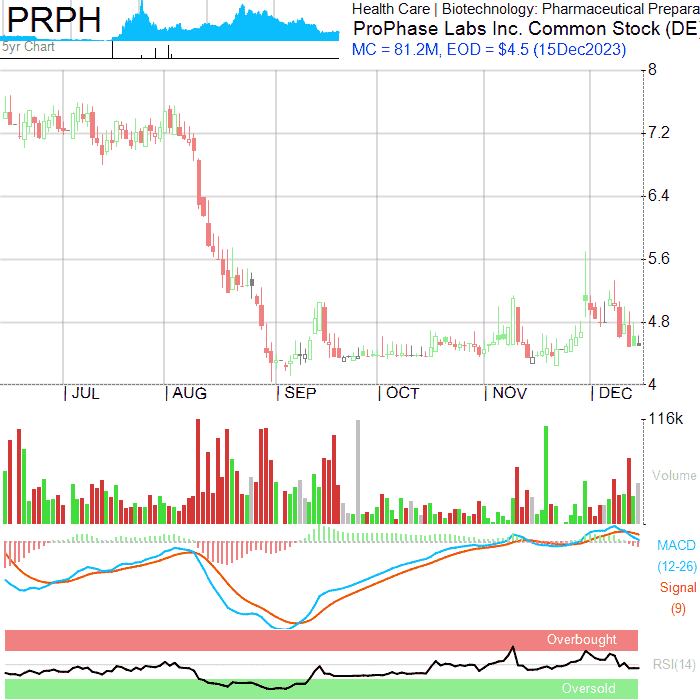 PRPH
5yr Chart
Health Care | Biotechnology: Pharmaceutical Prepara
ProPhase Labs Inc. Common Stock (DE
MC = 81.2M, EOD = $4.5 (15Dec2023)
8
7.2
6.4
5.6
4.8
4
| JUL | AUG | SEP | OCT | NOV | DEC
116k
Volume
MACD
(12-26)
Signal
(9)
Overbought
RSI(14)
Oversold